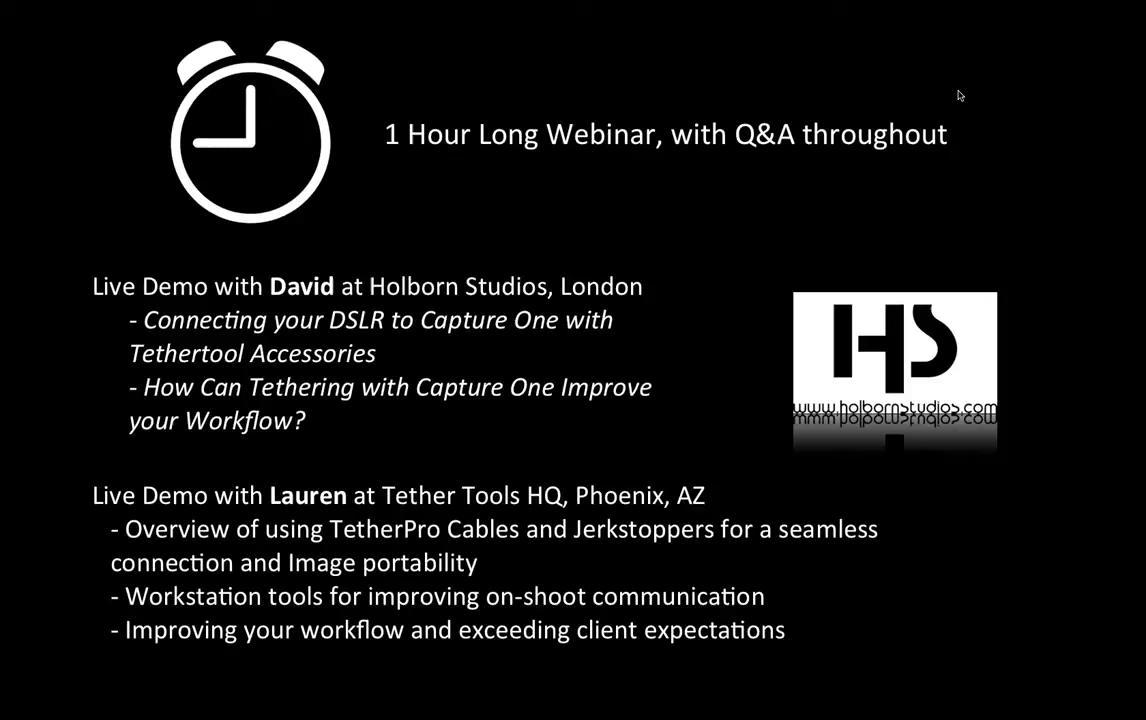 1 Hour Long Webinar, with Q&A throughout
Live Demo with David at Holborn Studios, London
- Connecting your DSLR to Capture One with
Tethertool Accessories
- How Can Tethering with Capture One Improve
your Workflow?
HS
www.holbornstudios.com
Live Demo with Lauren at Tether Tools HQ, Phoenix, AZ
- Overview of using TetherPro Cables and Jerkstoppers for a seamless
connection and Image portability
- Workstation tools for improving on-shoot communication
- Improving your workflow and exceeding client expectations